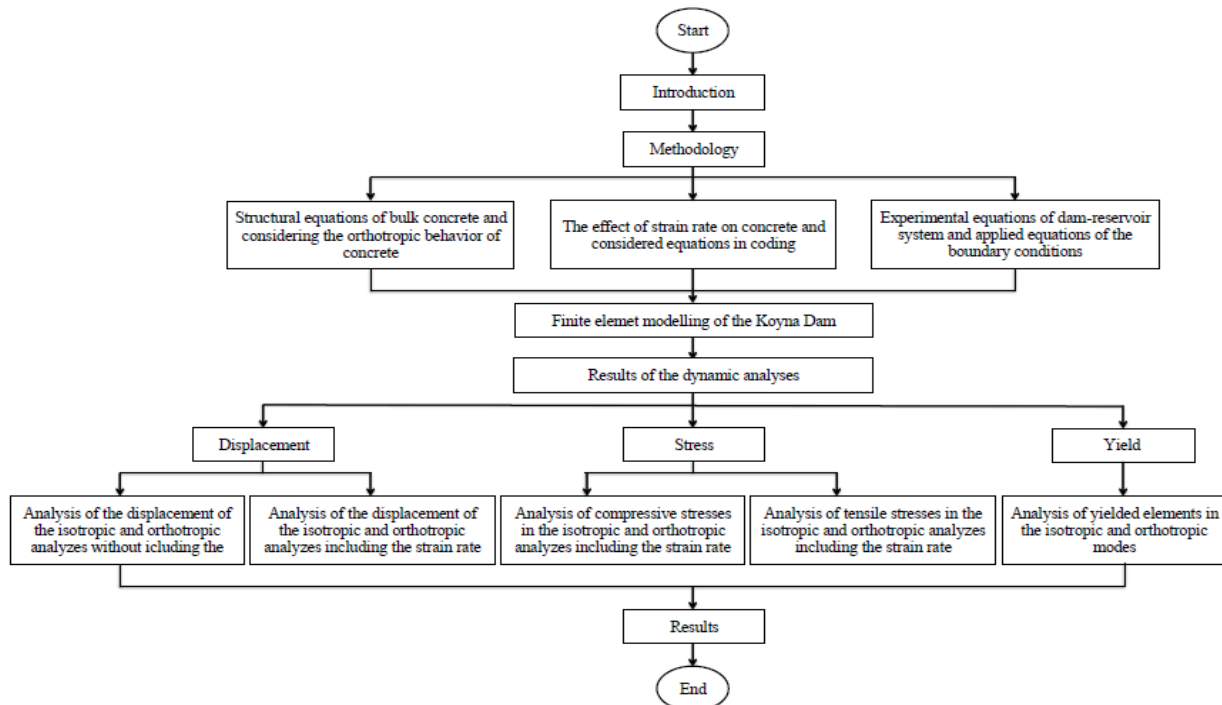 Start
Introduction
Methodology
Structural equations of bulk concrete and
considering the orthotropic behavior of
concrete
The effect of strain rate on concrete and
considered equations in coding
Experimental equations of dam-reservoir
system and applied equations of the
boundary conditions
Finite elemet modelling of the Koyna Dam
Results of the dynamic analyses
Displacement
Stress
Yield
Analysis of the displacement of
the isotropic and orthotropic
analyzes without icluding the
Analysis of the displacement of
the isotropic and orthotropic
analyzes including the strain rate
Analysis of compressive stresses
in the isotropic and orthotropic
analyzes including the strain rate
Analysis of tensile stresses in the
isotropic and orthotropic analyzes
including the strain rate
Analysis of yielded elements in
the isotropic and orthotropic
modes
Results
End